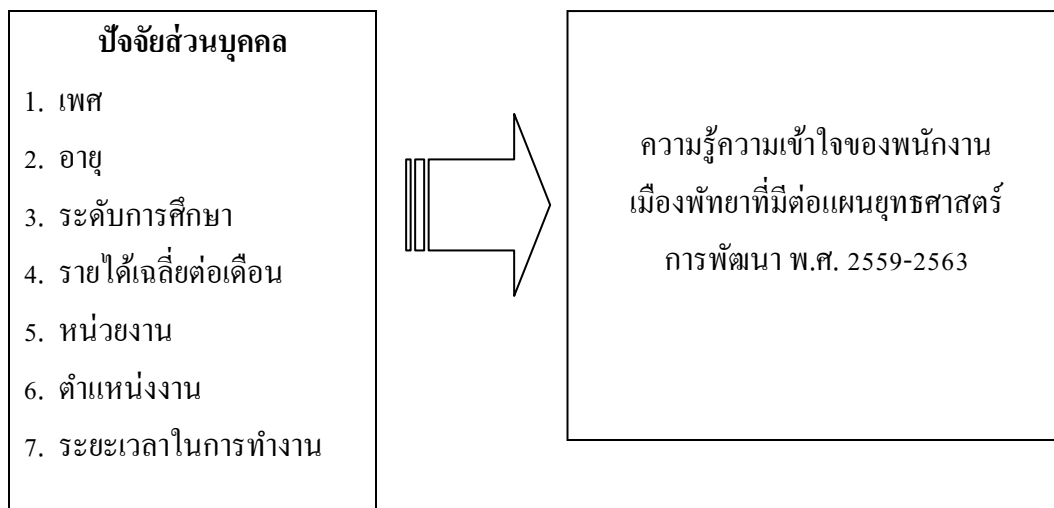 ปัจจัยส่วนบุคคล
1. เพศ
2. อายุ
3. ระดับการศึกษา
4. รายได้เฉลี่ยต่อเดือน
5. หน่วยงาน
6. ตำแหน่งงาน
7. ระยะเวลาในการทำงาน
ความรู้ความเข้าใจของพนักงาน
เมืองพัทยาที่มีต่อแผนยุทธศาสตร์
การพัฒนา พ.ศ. 2559-2563